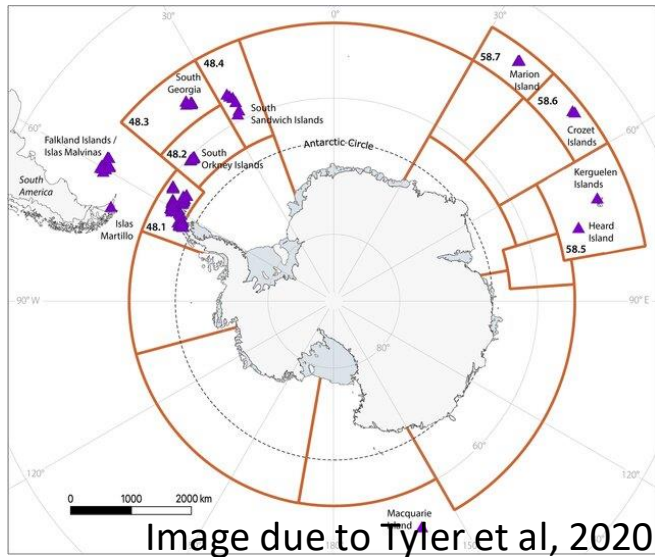 30°
0°
30°
48.4
South
Georgia
58.7
Marion
Island
58.6
Crozet
Islands
60°
48.3
South
Sandwich Islands
Antarctic Circle
Falkland Islands /
Islas Malvinas
48.2
South
Orkney Islands
60°
Kerguelen
Islands
South
America
Islas
Martillo
48.1
Heard
Island
58.5
90° W
90° E
80°
60°
120°
120°
0 1000 2000 km
Macquarie
Island
Image due to Tyler et al, 2020